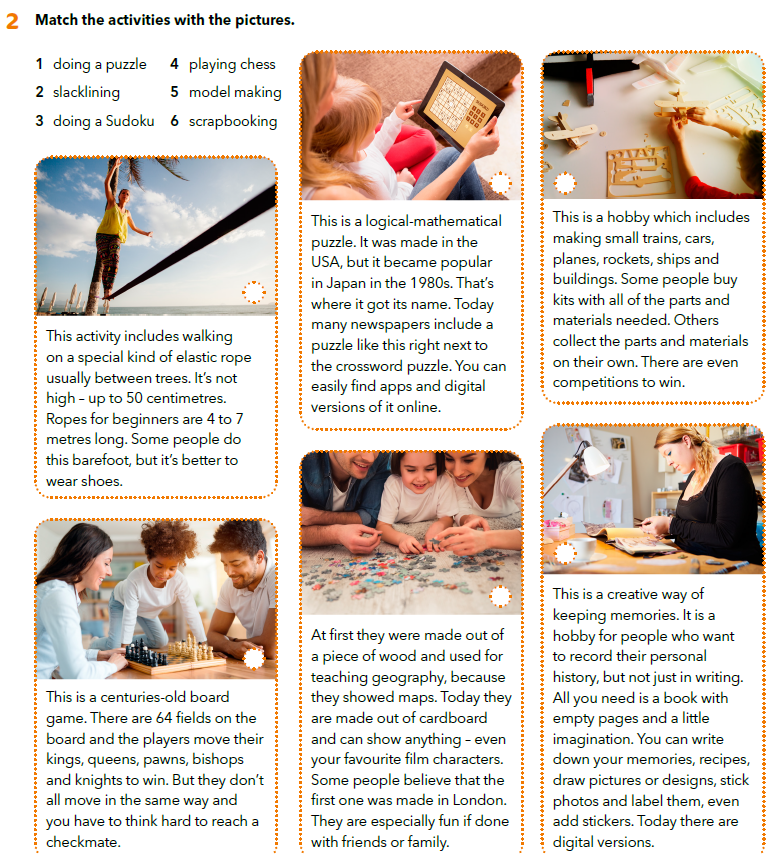 2 Match the activities with the pictures.
1 doing a puzzle
2 slacklining
3 doing a Sudoku
4 playing chess
5 model making
6 scrapbooking
This activity includes walking
on a special kind of elastic rope
usually between trees. It's not
high – up to 50 centimetres.
Ropes for beginners are 4 to 7
metres long. Some people do
this barefoot, but it's better to
wear shoes.
This is a centuries-old board
game. There are 64 fields on the
board and the players move their
kings, queens, pawns, bishops
and knights to win. But they don't
all move in the same way and
you have to think hard to reach a
checkmate.
This is a logical-mathematical
puzzle. It was made in the
USA, but it became popular
in Japan in the 1980s. That's
where it got its name. Today
many newspapers include a
puzzle like this right next to
the crossword puzzle. You can
easily find apps and digital
versions of it online.
At first they were made out of
a piece of wood and used for
teaching geography, because
they showed maps. Today they
are made out of cardboard
and can show anything – even
your favourite film characters.
Some people believe that the
first one was made in London.
They are especially fun if done
with friends or family.
This is a hobby which includes
making small trains, cars,
planes, rockets, ships and
buildings. Some people buy
kits with all of the parts and
materials needed. Others
collect the parts and materials
on their own. There are even
competitions to win.
This is a creative way of
keeping memories. It is a
hobby for people who want
to record their personal
history, but not just in writing.
All you need is a book with
empty pages and a little
imagination. You can write
down your memories, recipes,
draw pictures or designs, stick
photos and label them, even
add stickers. Today there are
digital versions.